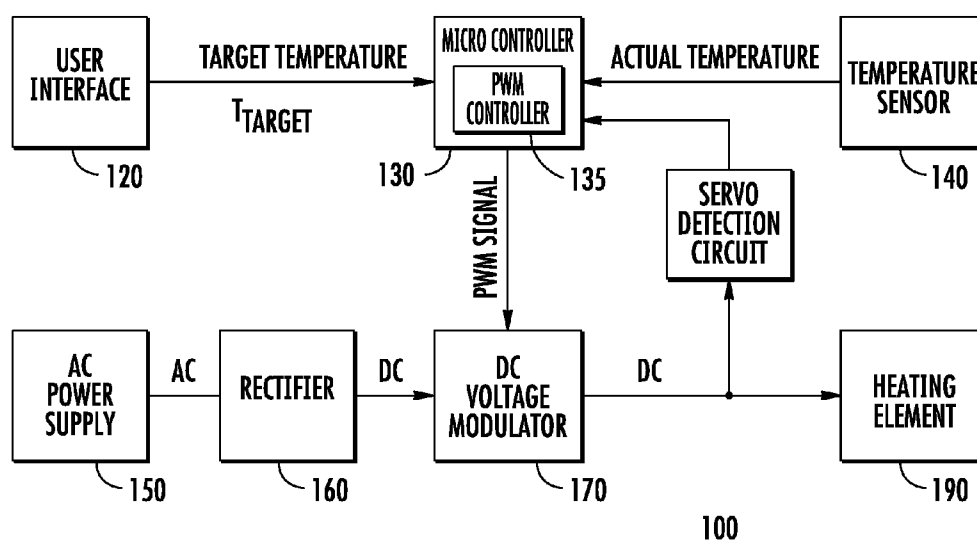 USER
INTERFACE
120
TARGET TEMPERATURE
TTARGET
MICRO CONTROLLER
PWM
CONTROLLER
130
135
ACTUAL TEMPERATURE
TEMPERATURE
SENSOR
140
PWM SIGNAL
SERVO
DETECTION
CIRCUIT
AC
POWER
SUPPLY
150
AC
RECTIFIER
160
DC
DC
VOLTAGE
MODULATOR
170
DC
HEATING
ELEMENT
190
100